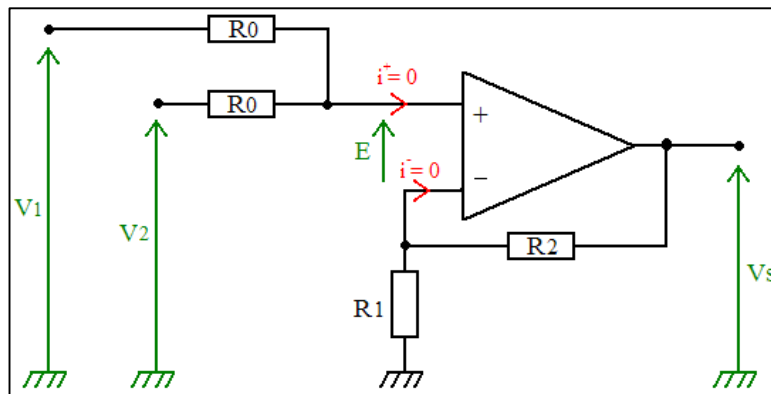 R0
i⁺= 0
R0
+
E
i⁻= 0
−
V1
V2
R2
VS
R1